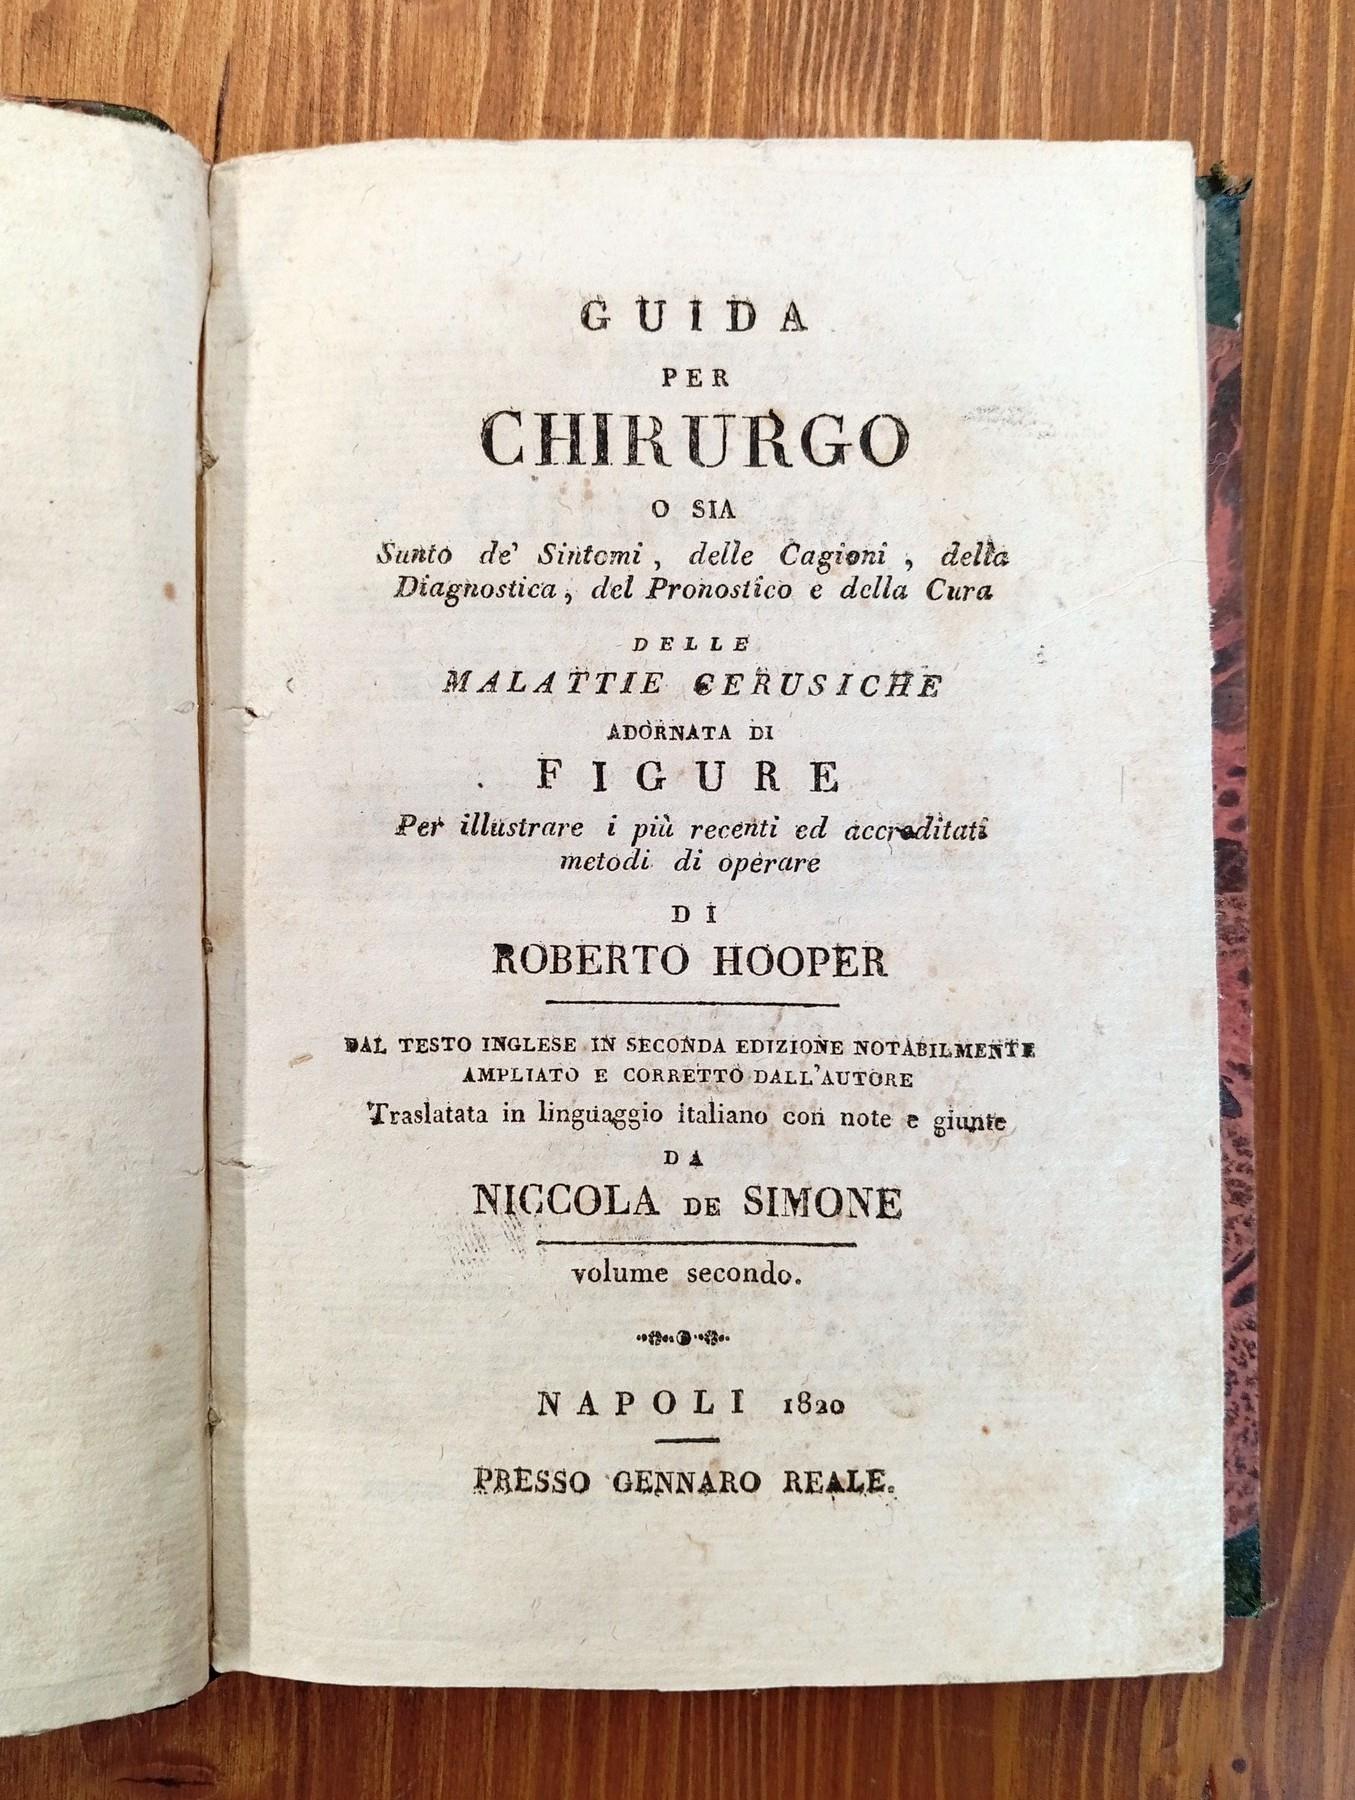 GUIDA
PER
CHIRURGO
O SIA
Sunto de' Sintomi, delle Cagioni, della
Diagnostica, del Pronostico e della Cura
DELLE
MALATTIE CERUSICHE
ADORNATA DI
FIGURE
Per illustrare i più recenti ed accreditati
metodi di operare
DI
ROBERTO HOOPER
DAL TESTO INGLESE IN SECONDA EDIZIONE NOTABILMENTE
AMPLIATO E CORRETTO DALL'AUTORE
Traslatata in linguaggio italiano con note e giunte
DA
NICCOLA DE SIMONE
volume secondo.
NAPOLI 1820
PRESSO GENNARO REALE.